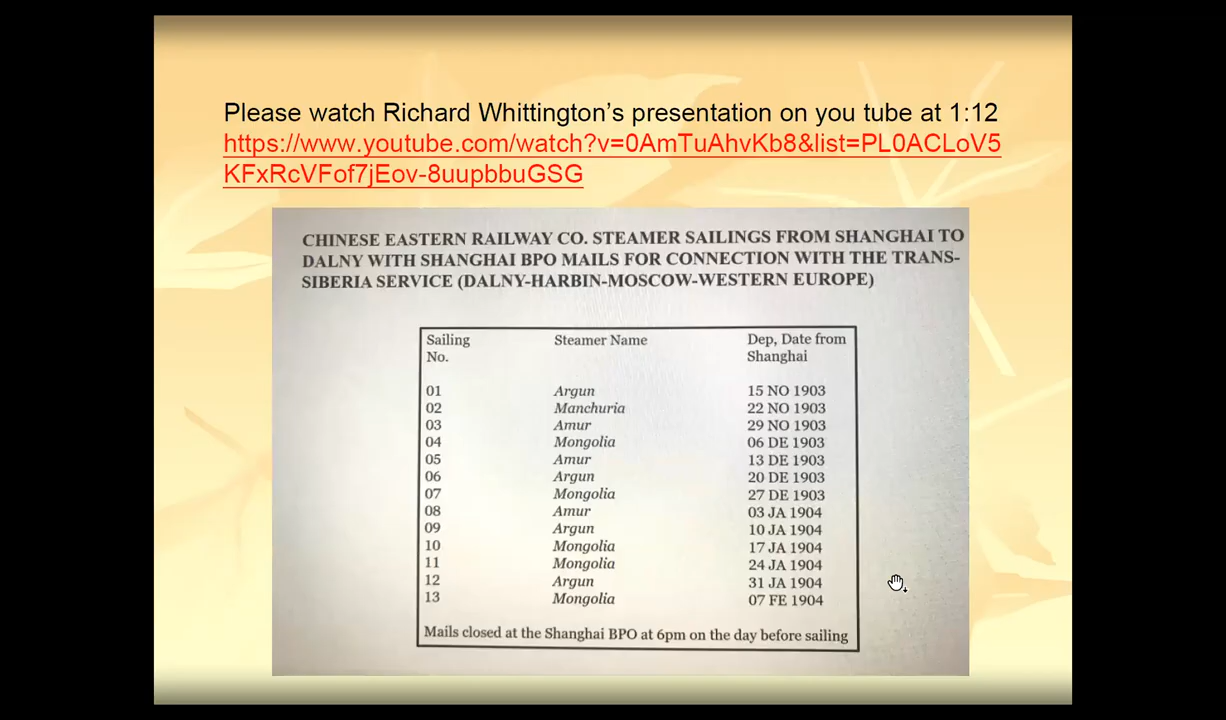 Please watch Richard Whittington’s presentation on you tube at 1:12
https://www.youtube.com/watch?v=0AmTuAhvKb8&list=PL0ACLoV5
KFxRcVFof7jEov-8uupbbuGSG
CHINESE EASTERN RAILWAY CO. STEAMER SAILINGS FROM SHANGHAI TO
DALNY WITH SHANGHAI BPO MAILS FOR CONNECTION WITH THE TRANS-
SIBERIA SERVICE (DALNY-HARBIN-MOSCOW-WESTERN EUROPE)
Sailing Steamer Name Dep, Date from
No. Shanghai
01 Argun 15 NO 1903
02 Manchuria 22 NO 1903
03 Amur 29 NO 1903
04 Mongolia 06 DE 1903
05 Amur 13 DE 1903
06 Argun 20 DE 1903
07 Mongolia 27 DE 1903
08 Amur 03 JA 1904
09 Argun 10 JA 1904
10 Mongolia 17 JA 1904
11 Mongolia 24 JA 1904
12 Argun 31 JA 1904
13 Mongolia 07 FE 1904
Mails closed at the Shanghai BPO at 6pm on the day before sailing